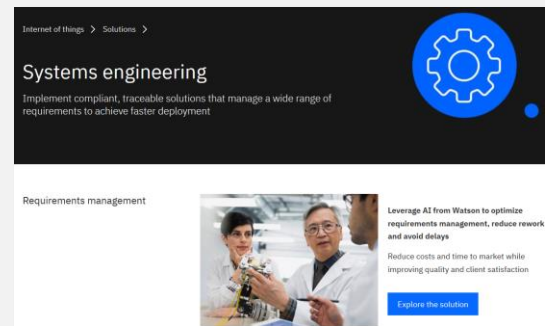 Internet of things > Solutions >
Systems engineering
Implement compliant, traceable solutions that manage a wide range of
requirements to achieve faster deployment
Requirements management
Leverage AI from Watson to optimize
requirements management, reduce rework
and avoid delays
Reduce costs and time to market while
improving quality and client satisfaction
Explore the solution